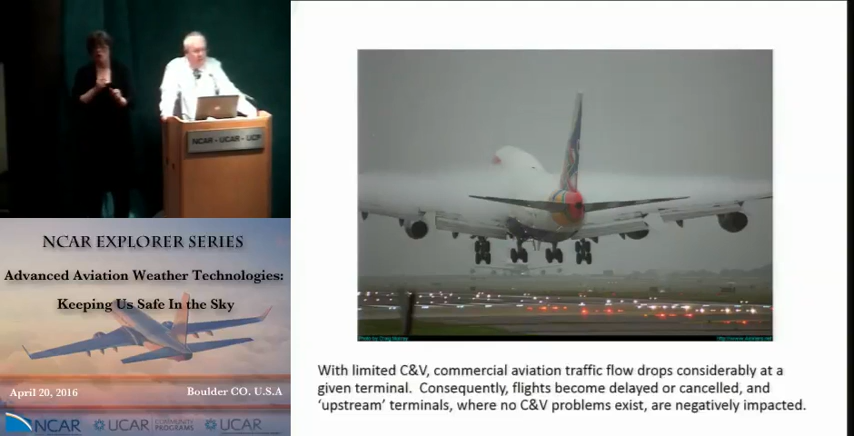 NCAR - UCAR - UCP
NCAR EXPLORER SERIES
Advanced Aviation Weather Technologies:
Keeping Us Safe In the Sky
April 20, 2016
Boulder CO. U.S.A
NCAR
UCAR
COMMUNITY
PROGRAMS
UCAR
With limited C&V, commercial aviation traffic flow drops considerably at a
given terminal. Consequently, flights become delayed or cancelled, and
‘upstream’ terminals, where no C&V problems exist, are negatively impacted.